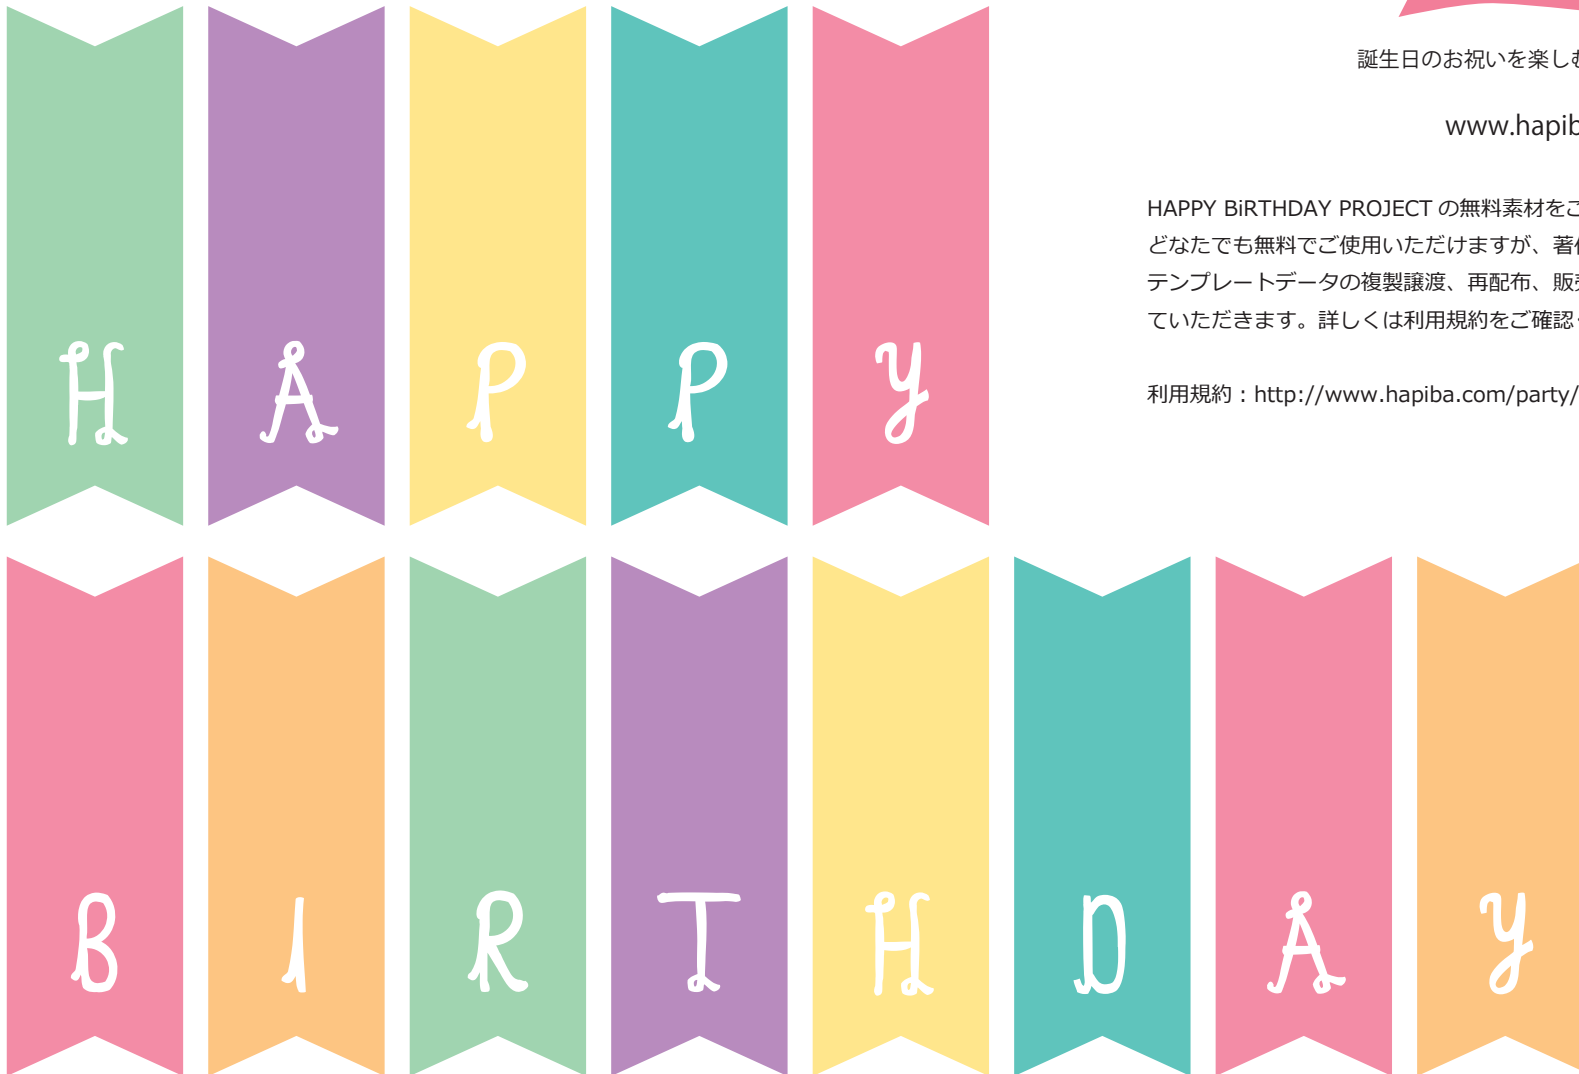 H A P P Y
誕生日のお祝いを楽しむ
www.hapib
HAPPY BiRTHDAY PROJECT の無料素材をご
どなたでも無料でご使用いただけますが、著作
テンプレートデータの複製譲渡、再配布、販売
ていただきます。詳しくは利用規約をご確認く
利用規約：http://www.hapiba.com/party/
B I R T H D A Y